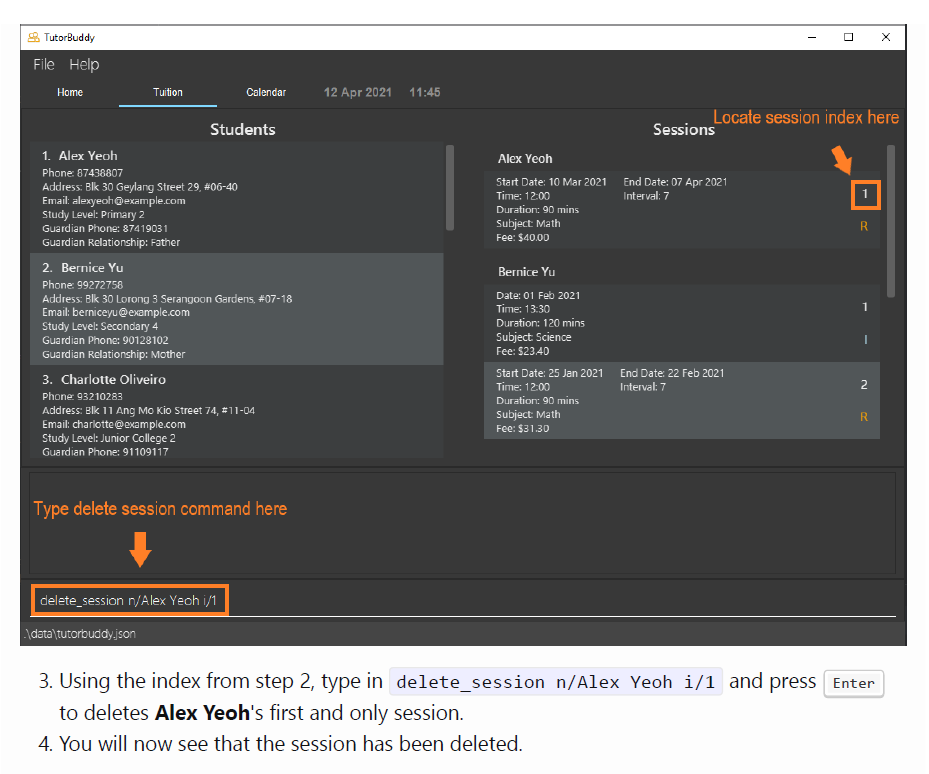 TutorBuddy
File Help
Home Tuition Calendar 12 Apr 2021 11:45
Locate session index here
Students
1. Alex Yeoh
Phone: 87438807
Address: Blk 30 Geylang Street 29, #06-40
Email: alexyeoh@example.com
Study Level: Primary 2
Guardian Phone: 87419031
Guardian Relationship: Father
2. Bernice Yu
Phone: 99272758
Address: Blk 30 Lorong 3 Serangoon Gardens, #07-18
Email: berniceyu@example.com
Study Level: Secondary 4
Guardian Phone: 90128102
Guardian Relationship: Mother
3. Charlotte Oliveiro
Phone: 93210283
Address: Blk 11 Ang Mo Kio Street 74, #11-04
Email: charlotte@example.com
Study Level: Junior College 2
Guardian Phone: 91109117
Sessions
Alex Yeoh
Start Date: 10 Mar 2021 End Date: 07 Apr 2021
Time: 12:00 Interval: 7 1
Duration: 90 mins
Subject: Math R
Fee: $40.00
Bernice Yu
Date: 01 Feb 2021
Time: 13:30 1
Duration: 120 mins
Subject: Science I
Fee: $23.40
Start Date: 25 Jan 2021 End Date: 22 Feb 2021
Time: 12:00 Interval: 7 2
Duration: 90 mins
Subject: Math R
Fee: $31.30
Type delete session command here
delete_session n/Alex Yeoh i/1
.\data\tutorbuddy.json
3. Using the index from step 2, type in delete_session n/Alex Yeoh i/1 and press Enter
to deletes Alex Yeoh's first and only session.
4. You will now see that the session has been deleted.